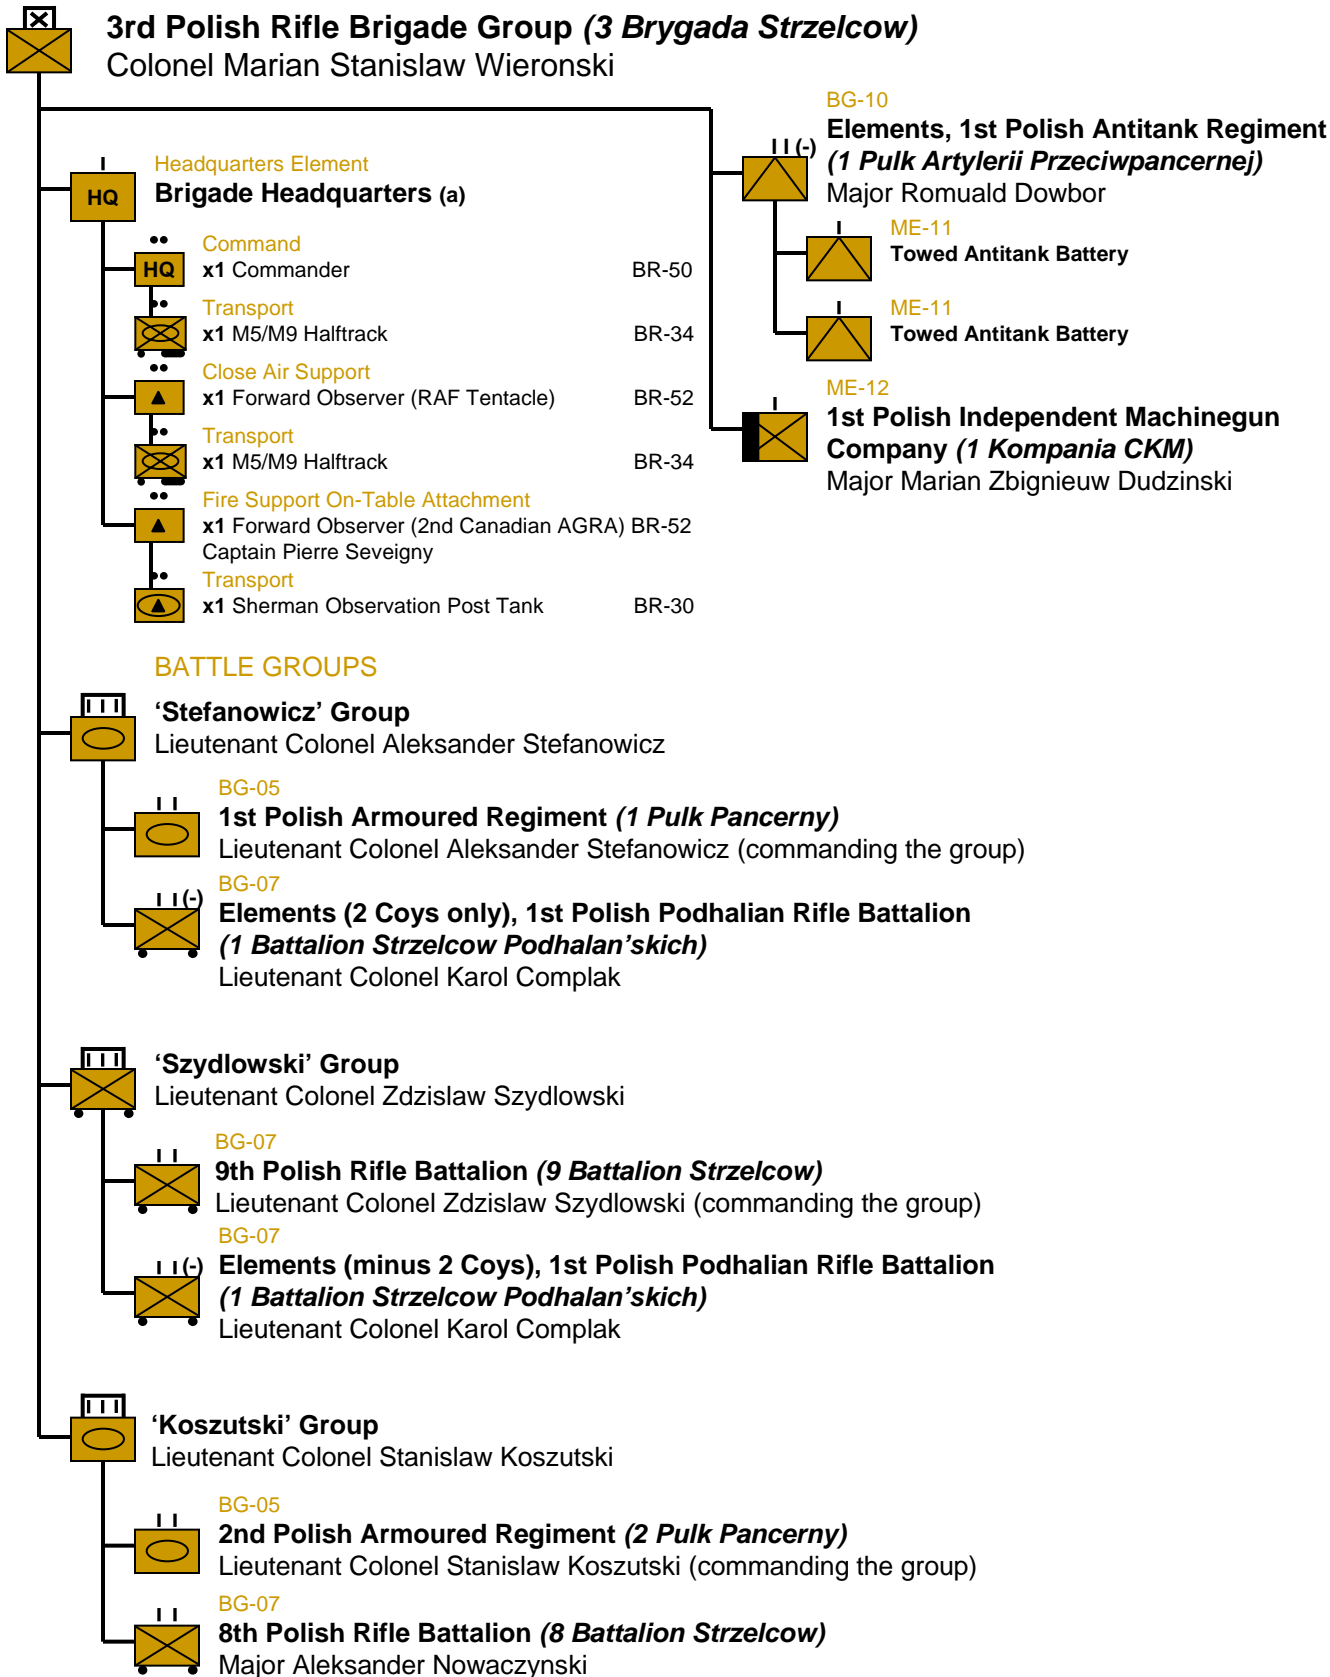 3rd Polish Rifle Brigade Group (3 Brygada Strzelcow)
Colonel Marian Stanislaw Wieronski
HQ
Headquarters Element
Brigade Headquarters (a)
HQ
Command
x1 Commander BR-50
Transport
x1 M5/M9 Halftrack BR-34
Close Air Support
x1 Forward Observer (RAF Tentacle) BR-52
Transport
x1 M5/M9 Halftrack BR-34
Fire Support On-Table Attachment
x1 Forward Observer (2nd Canadian AGRA) BR-52
Captain Pierre Seveigny
Transport
x1 Sherman Observation Post Tank BR-30
BG-10
(-)
Elements, 1st Polish Antitank Regiment
(1 Pulk Artylerii Przeciwpancernej)
Major Romuald Dowbor
ME-11
Towed Antitank Battery
ME-11
Towed Antitank Battery
ME-12
1st Polish Independent Machinegun
Company (1 Kompania CKM)
Major Marian Zbignieuw Dudzinski
BATTLE GROUPS
‘Stefanowicz’ Group
Lieutenant Colonel Aleksander Stefanowicz
BG-05
1st Polish Armoured Regiment (1 Pulk Pancerny)
Lieutenant Colonel Aleksander Stefanowicz (commanding the group)
BG-07
(-)
Elements (2 Coys only), 1st Polish Podhalian Rifle Battalion
(1 Battalion Strzelcow Podhalan’skich)
Lieutenant Colonel Karol Complak
‘Szydlowski’ Group
Lieutenant Colonel Zdzislaw Szydlowski
BG-07
9th Polish Rifle Battalion (9 Battalion Strzelcow)
Lieutenant Colonel Zdzislaw Szydlowski (commanding the group)
BG-07
(-)
Elements (minus 2 Coys), 1st Polish Podhalian Rifle Battalion
(1 Battalion Strzelcow Podhalan’skich)
Lieutenant Colonel Karol Complak
‘Koszutski’ Group
Lieutenant Colonel Stanislaw Koszutski
BG-05
2nd Polish Armoured Regiment (2 Pulk Pancerny)
Lieutenant Colonel Stanislaw Koszutski (commanding the group)
BG-07
8th Polish Rifle Battalion (8 Battalion Strzelcow)
Major Aleksander Nowaczynski